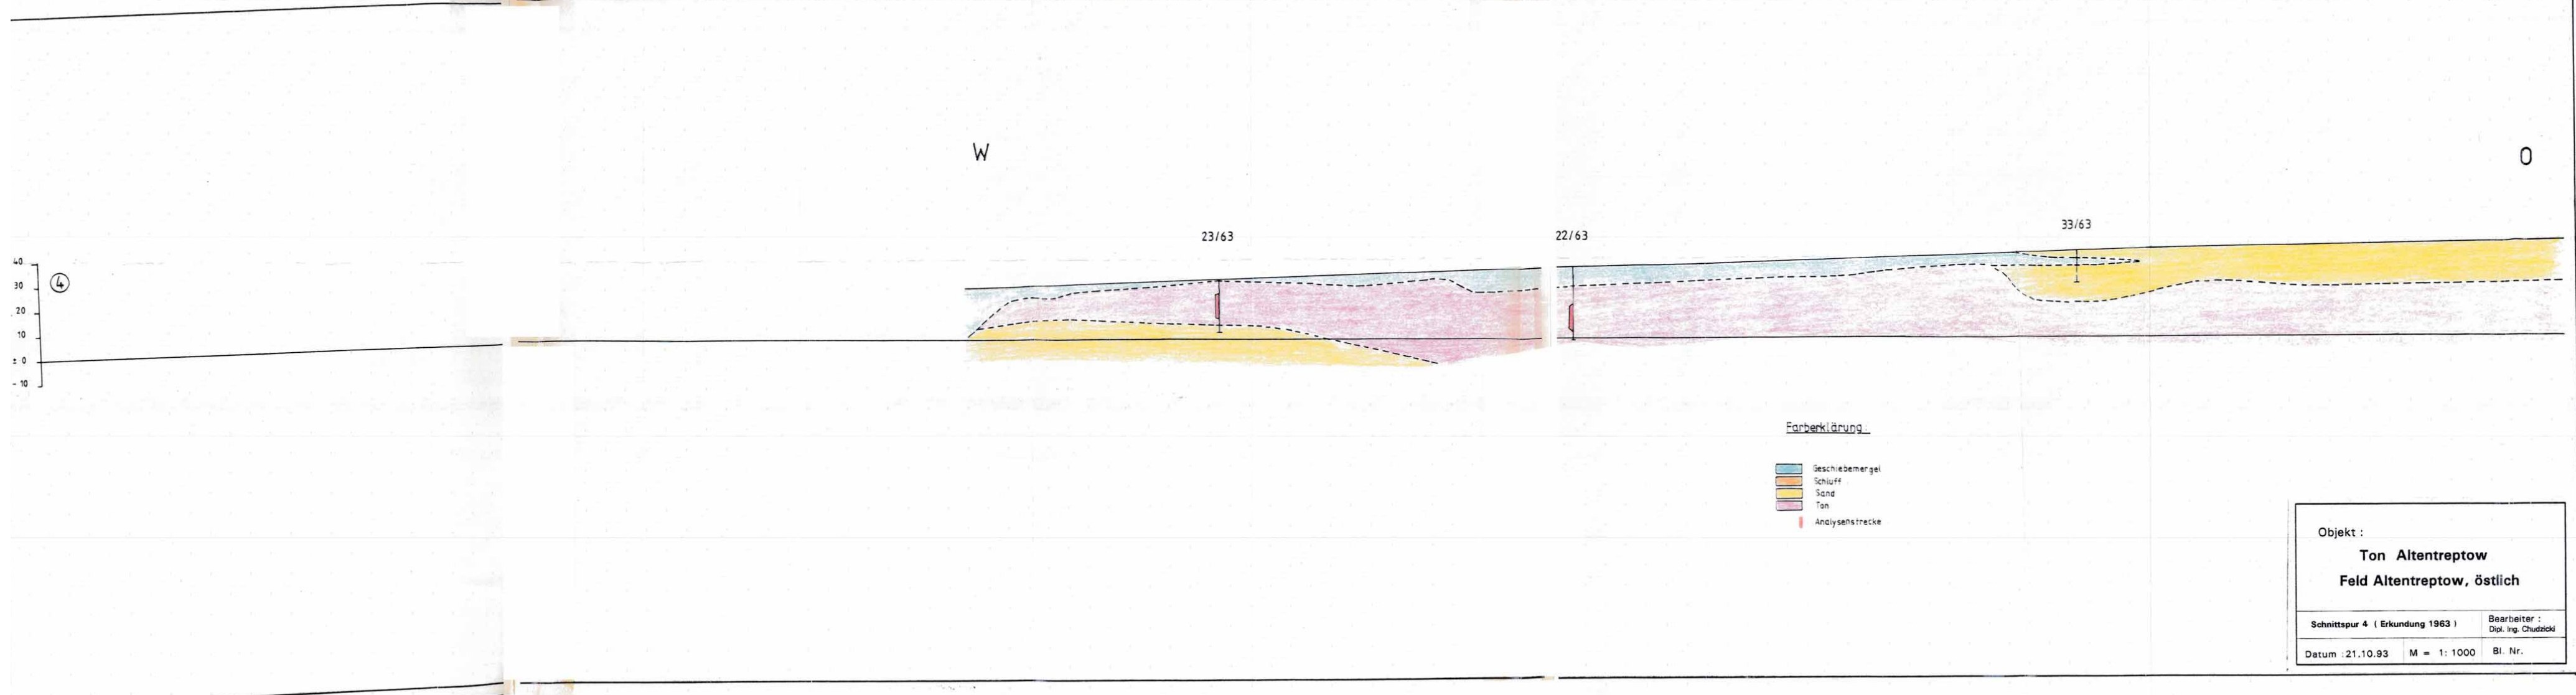 W
O
23/63
22/63
33/63
40
30
20
10
± 0
- 10
4
Farberklärung:
Geschiebemergel
Schluff
Sand
Ton
Analysenstrecke
Objekt :
Ton Altentreptow
Feld Altentreptow, östlich
Schnittspur 4 ( Erkundung 1963 )
Bearbeiter :
Dipl. Ing. Chudzicki
Datum : 21.10.93
M = 1: 1000
Bl. Nr.